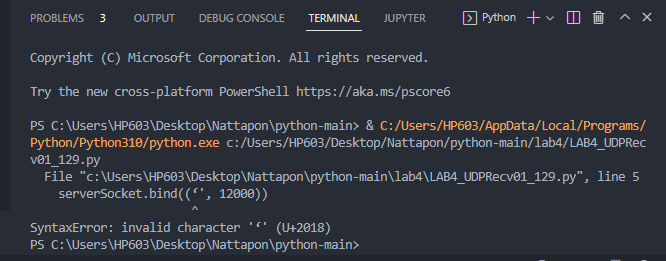 PROBLEMS 3 OUTPUT DEBUG CONSOLE TERMINAL JUPYTER Python
Copyright (C) Microsoft Corporation. All rights reserved.
Try the new cross-platform PowerShell https://aka.ms/pscore6
PS C:\Users\HP603\Desktop\Nattapon\python-main> & C:/Users/HP603/AppData/Local/Programs/
Python/Python310/python.exe c:/Users/HP603/Desktop/Nattapon/python-main/lab4/LAB4_UDPRec
v01_129.py
File "c:\Users\HP603\Desktop\Nattapon\python-main\lab4\LAB4_UDPRecv01_129.py", line 5
serverSocket.bind((‘', 12000))
^
SyntaxError: invalid character '‘' (U+2018)
PS C:\Users\HP603\Desktop\Nattapon\python-main>